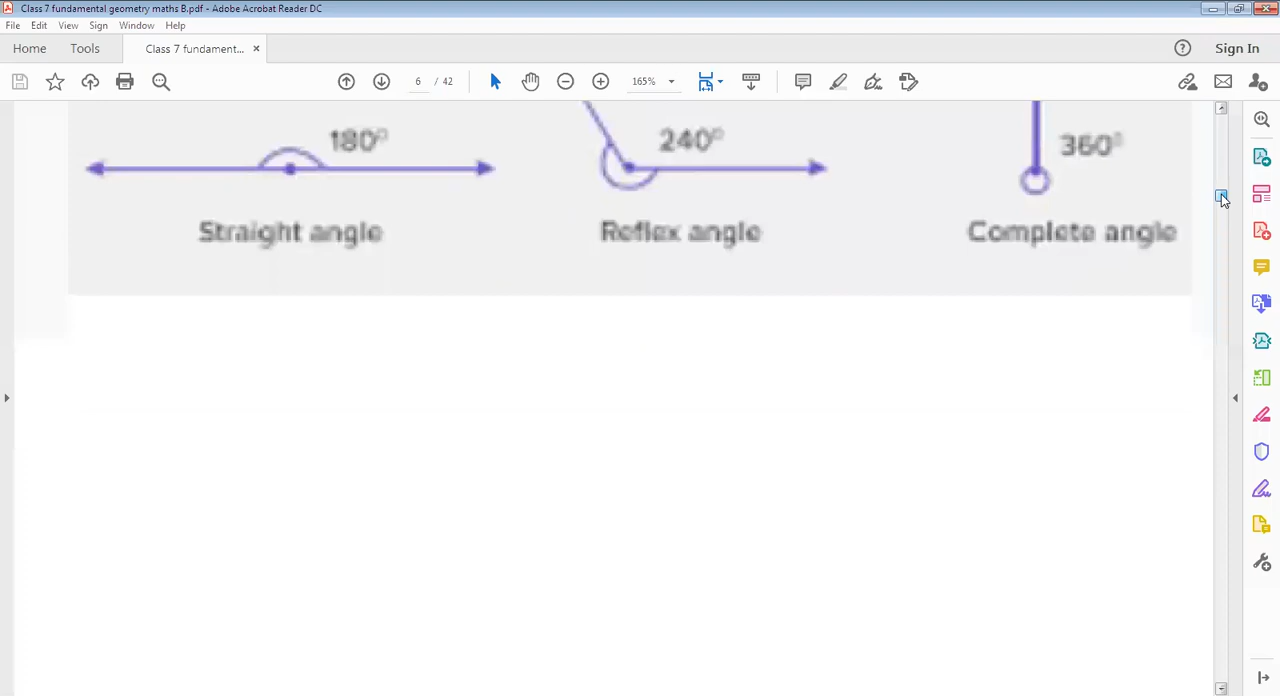 Class 7 fundamental geometry maths B.pdf - Adobe Acrobat Reader DC
File Edit View Sign Window Help
Home Tools Class 7 fundament... × Sign In
6 / 42 165%
180° 240° 360°
Straight angle Reflex angle Complete angle